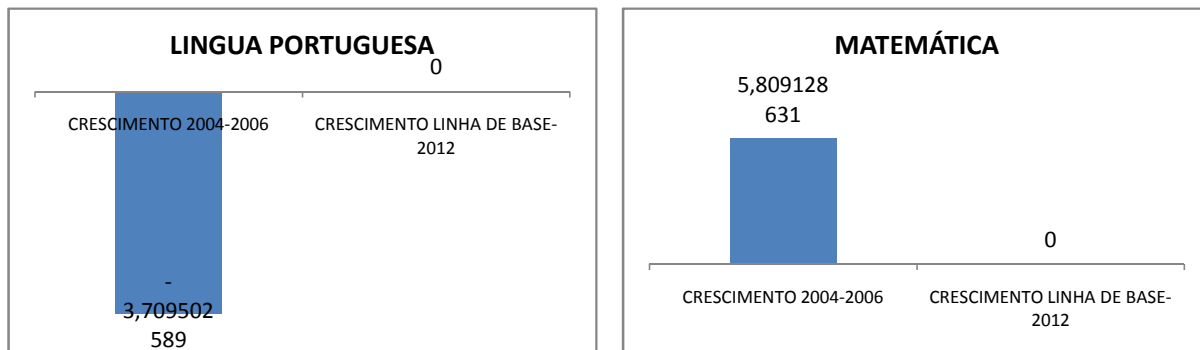 LINGUA PORTUGUESA
0
CRESCIMENTO 2004-2006
CRESCIMENTO LINHA DE BASE-
2012
-
3,709502
589
MATEMÁTICA
5,809128
631
0
CRESCIMENTO 2004-2006
CRESCIMENTO LINHA DE BASE-
2012